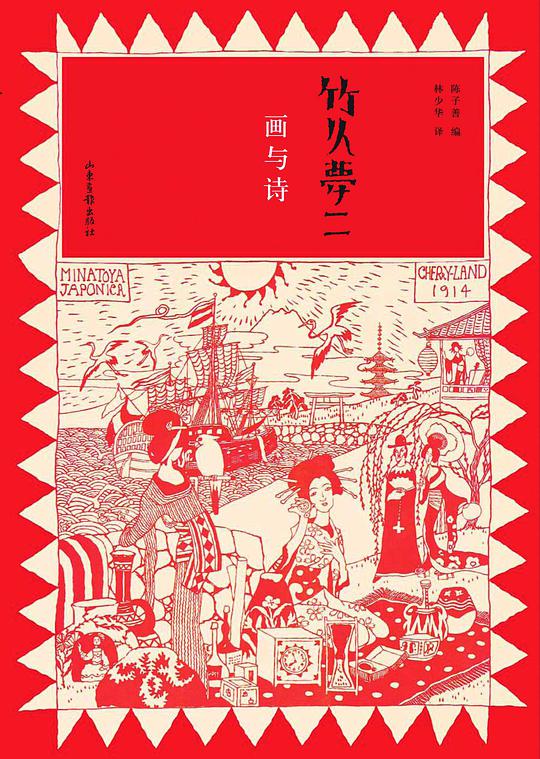 陈子善 编
林少华 译
竹久夢二
画与诗
山东画报出版社
MINATOYA
JAPONICA
CHERRY-LAND
1914